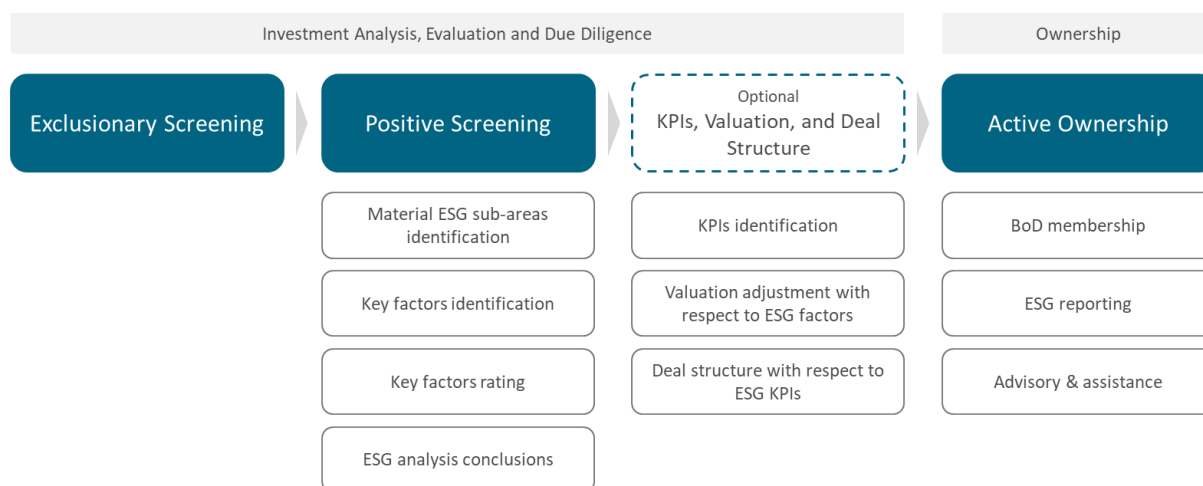 Investment Analysis, Evaluation and Due Diligence
Ownership
Exclusionary Screening
Positive Screening
Optional
KPIs, Valuation, and Deal
Structure
Active Ownership
Material ESG sub-areas
identification
Key factors identification
Key factors rating
ESG analysis conclusions
KPIs identification
Valuation adjustment with
respect to ESG factors
Deal structure with respect to
ESG KPIs
BoD membership
ESG reporting
Advisory & assistance